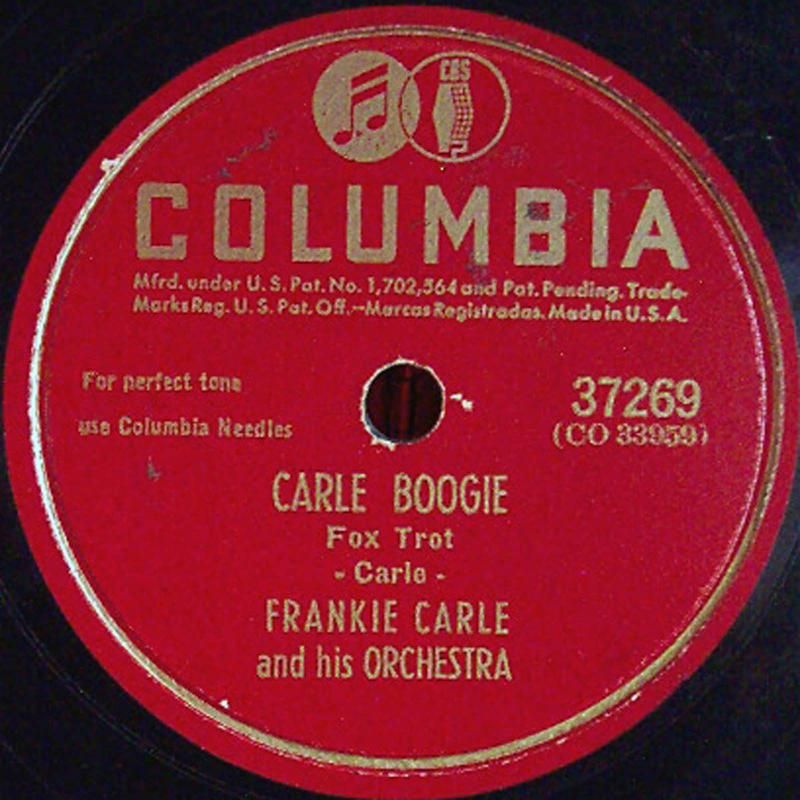 CBS
COLUMBIA
Mfrd. under U. S. Pat. No. 1,702,564 and Pat. Pending. Trade-
Marks Reg. U. S. Pat. Off.—Marcas Registradas. Made in U. S. A.
For perfect tone
use Columbia Needles
37269
(CO 33959)
CARLE BOOGIE
Fox Trot
- Carle -
FRANKIE CARLE
and his ORCHESTRA